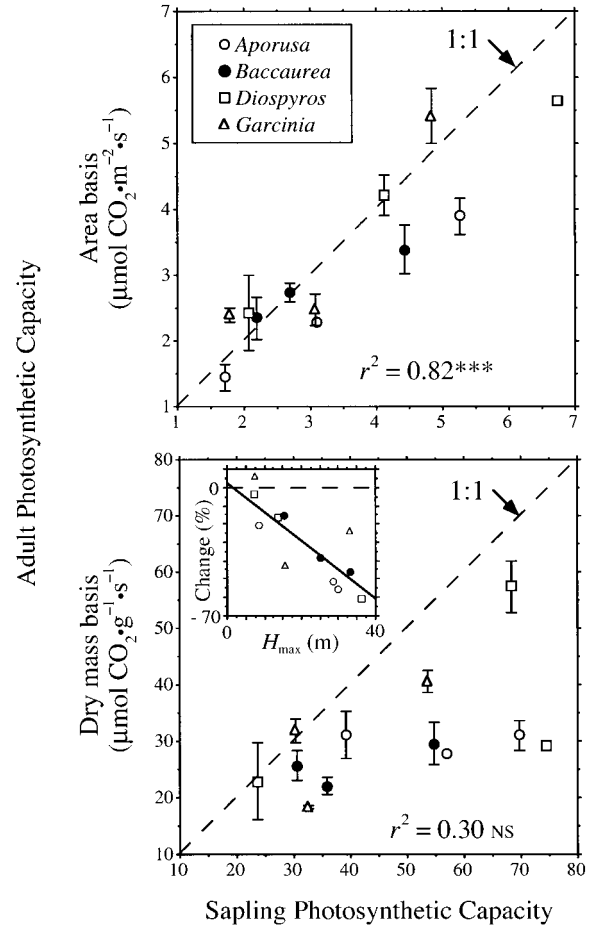 Adult Photosynthetic Capacity
Area basis
(μmol CO₂•m⁻²•s⁻¹)
7
6
5
4
3
2
1
Aporusa
Baccaurea
Diospyros
Garcinia
1:1
r² = 0.82***
1 2 3 4 5 6 7
Dry mass basis
(μmol CO₂•g⁻¹•s⁻¹)
80
70
60
50
40
30
20
10
Change (%)
0
- 70
0 40
Hmax (m)
1:1
r² = 0.30 NS
10 20 30 40 50 60 70 80
Sapling Photosynthetic Capacity